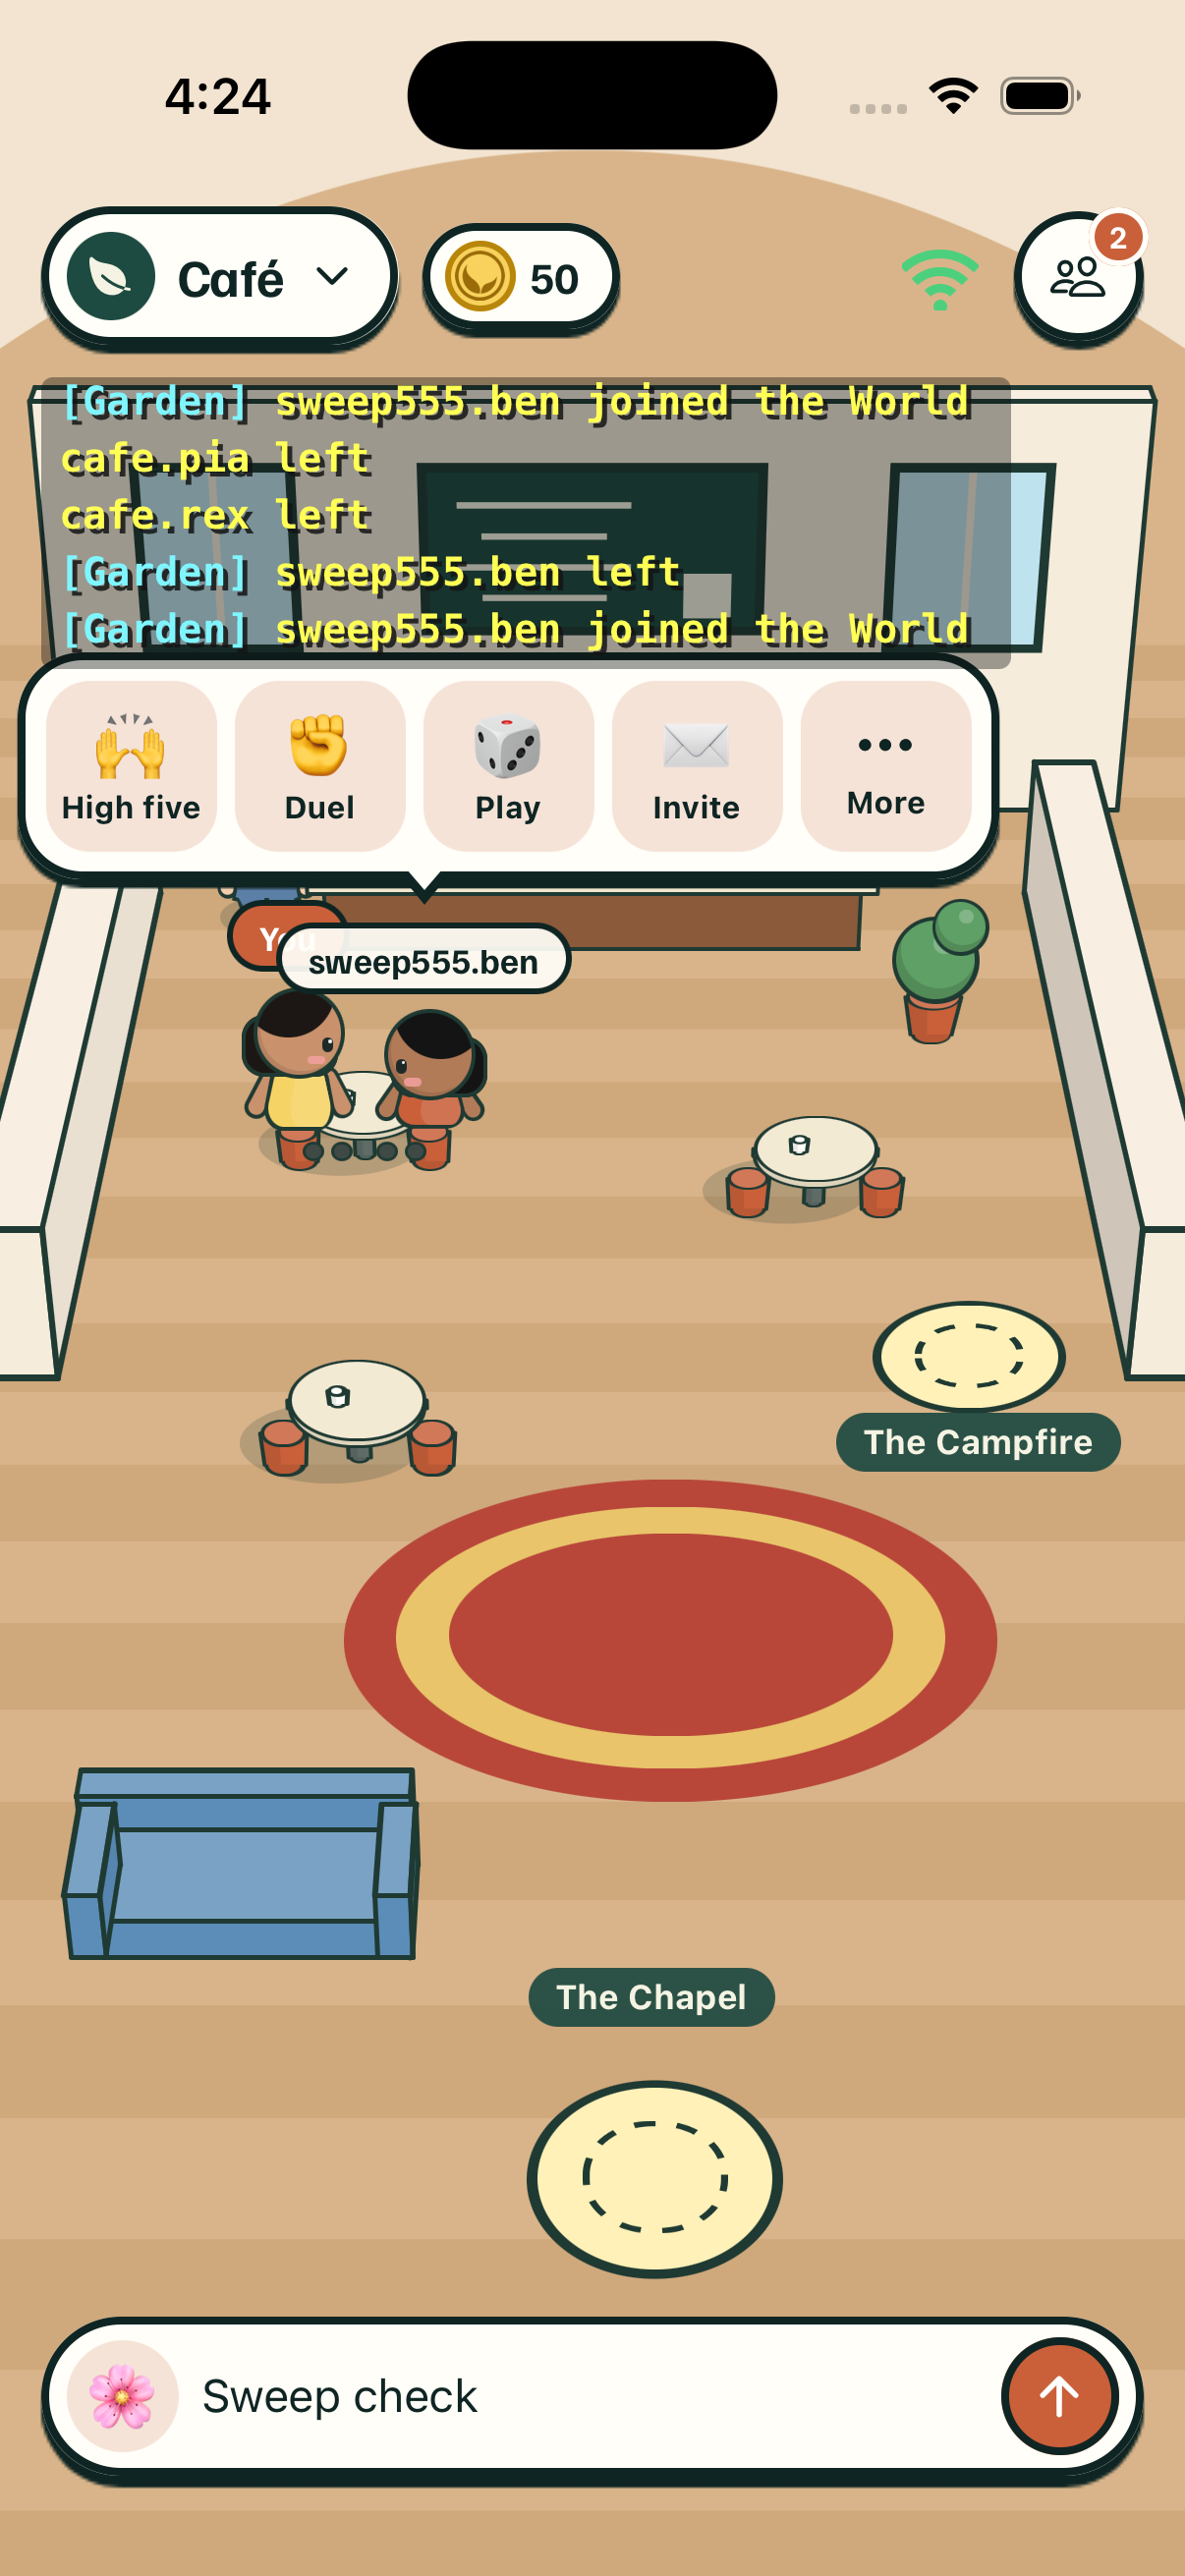 4:24
Café
50
2
[Garden] sweep555.ben joined the World
cafe.pia left
cafe.rex left
[Garden] sweep555.ben left
[Garden] sweep555.ben joined the World
High five
Duel
Play
Invite
More
You
sweep555.ben
The Campfire
The Chapel
Sweep check